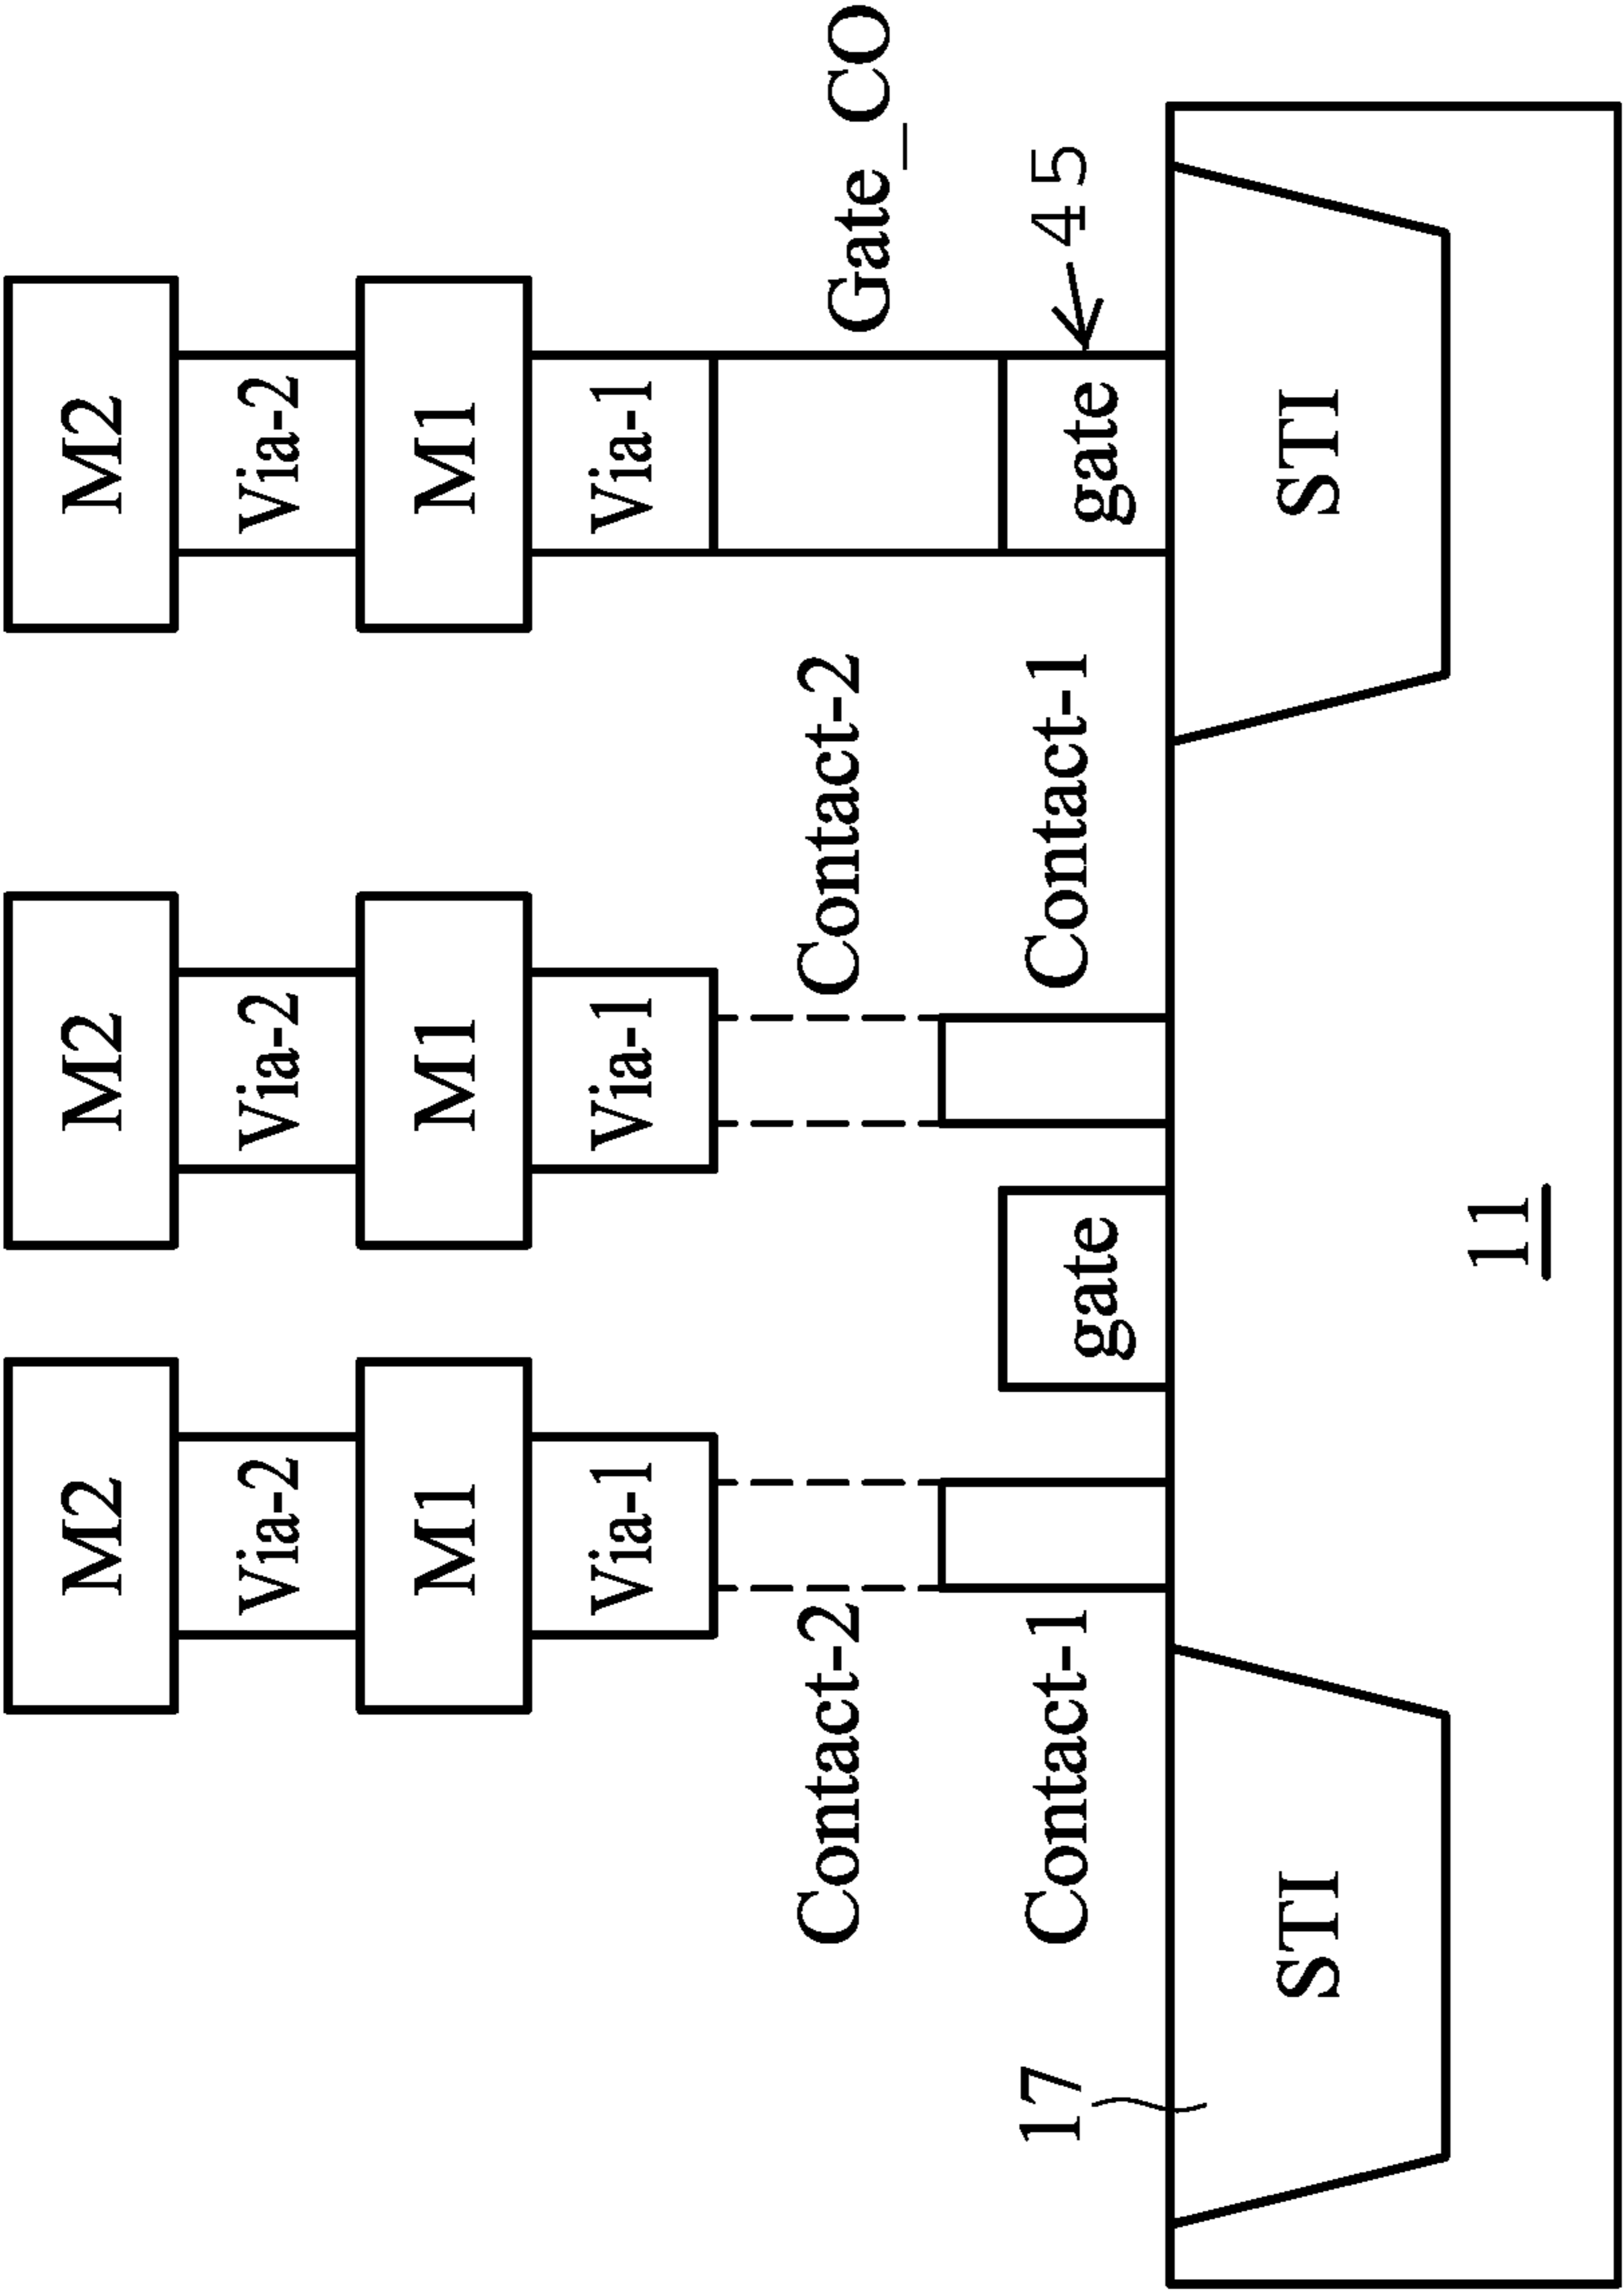 M2
M2
M2
Via-2
Via-2
Via-2
M1
M1
M1
Via-1
Via-1
Via-1
Contact-2
Contact-2
Gate_CO
17
Contact-1
Contact-1
45
gate
gate
STI
STI
11